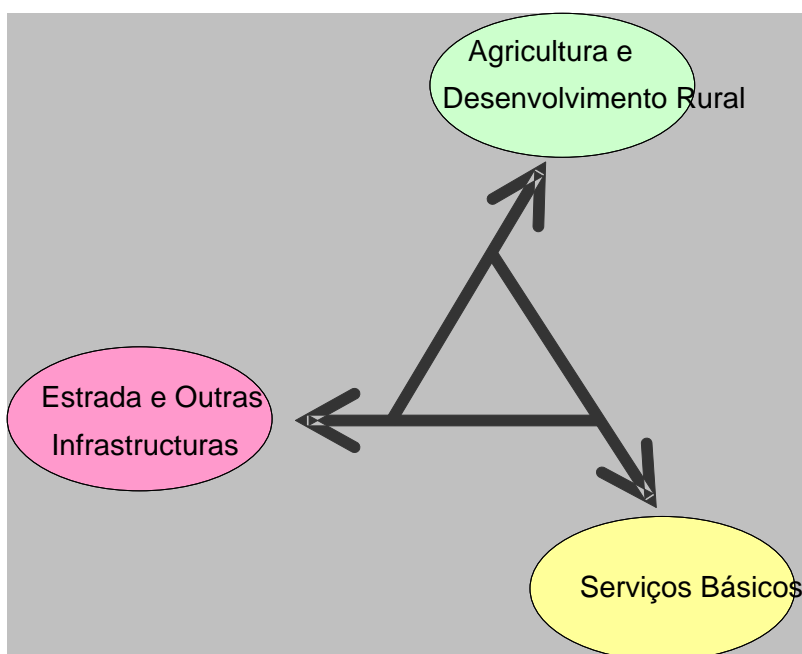 Agricultura e
Desenvolvimento Rural
Estrada e Outras
Infrastructuras
Serviços Básicos